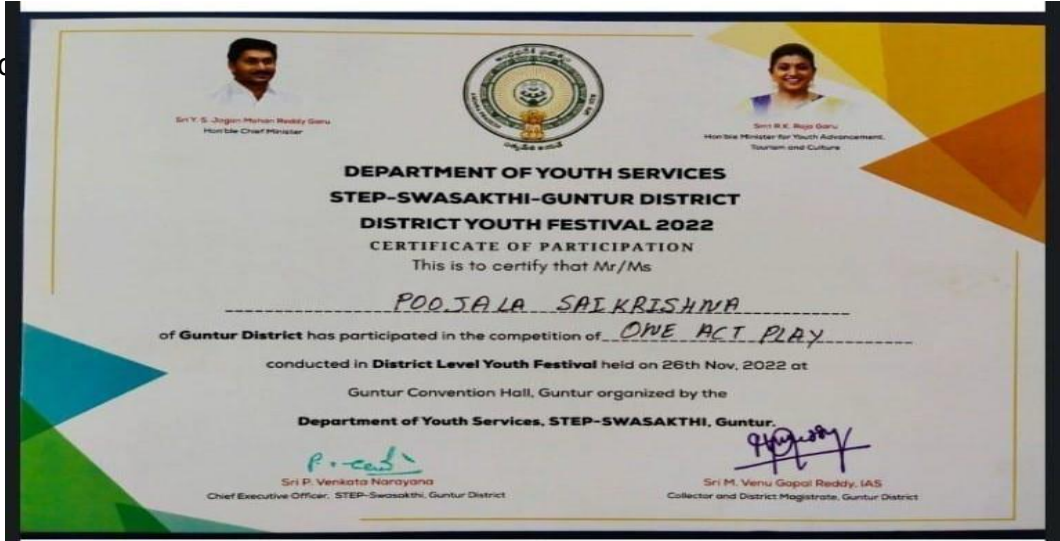 Sri Y. S. Jagan Mohan Reddy Garu
Hon'ble Chief Minister
Smt R.K. Roja Garu
Hon'ble Minister for Youth Advancement,
Tourism and Culture
DEPARTMENT OF YOUTH SERVICES
STEP-SWASAKTHI-GUNTUR DISTRICT
DISTRICT YOUTH FESTIVAL 2022
CERTIFICATE OF PARTICIPATION
This is to certify that Mr/Ms
POOJALA SAI KRISHNA
of Guntur District has participated in the competition of ONE ACT PLAY
conducted in District Level Youth Festival held on 26th Nov, 2022 at
Guntur Convention Hall, Guntur organized by the
Department of Youth Services, STEP-SWASAKTHI, Guntur.
Sri P. Venkata Narayana
Chief Executive Officer, STEP-Swasakthi, Guntur District
Sri M. Venu Gopal Reddy, IAS
Collector and District Magistrate, Guntur District